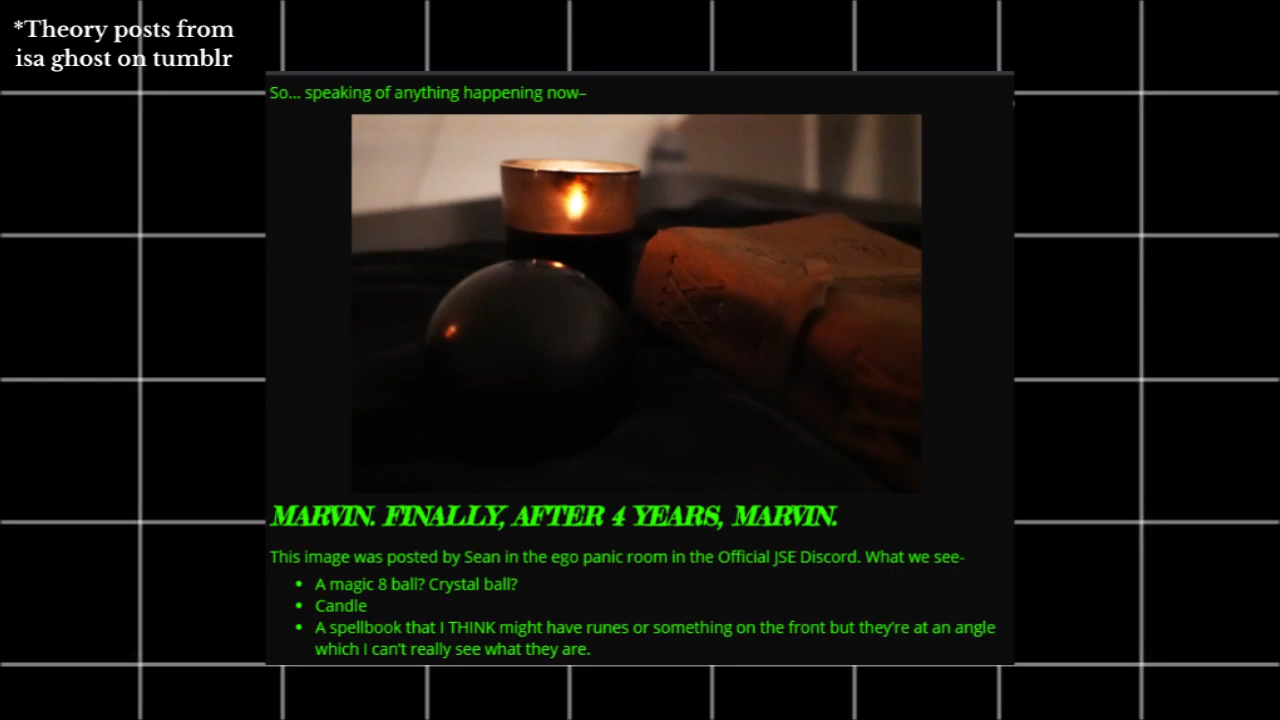 *Theory posts from
isa ghost on tumblr
So... speaking of anything happening now–
MARVIN. FINALLY, AFTER 4 YEARS, MARVIN.
This image was posted by Sean in the ego panic room in the Official JSE Discord. What we see-
• A magic 8 ball? Crystal ball?
• Candle
• A spellbook that I THINK might have runes or something on the front but they’re at an angle
which I can’t really see what they are.